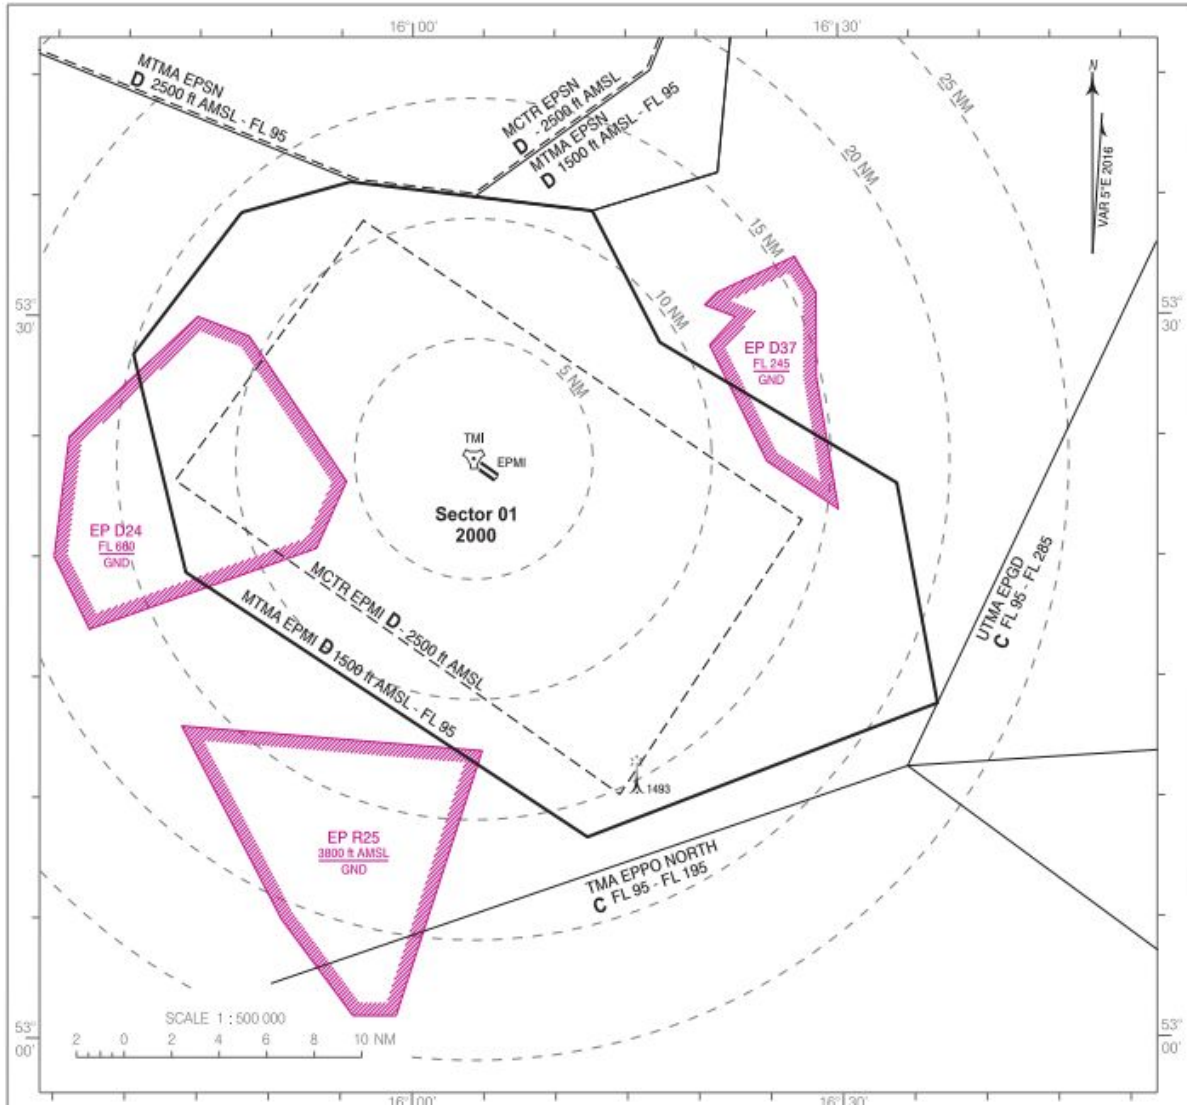 16° 00'
16° 30'
MTMA EPSN
D 2500 ft AMSL - FL 95
MCTR EPSN
D - 2500 ft AMSL
MTMA EPSN
D 1500 ft AMSL - FL 95
25 NM
20 NM
15 NM
10 NM
5 NM
N
VAR 5°E 2016
53°
30'
53°
30'
EP D37
FL 245
GND
TMI
EPMI
Sector 01
2000
EP D24
FL 660
GND
MCTR EPMI D - 2500 ft AMSL
MTMA EPMI D 1500 ft AMSL - FL 95
UTMA EPGD
C FL 95 - FL 285
1493
EP R25
3800 ft AMSL
GND
TMA EPPO NORTH
C FL 95 - FL 195
SCALE 1 : 500 000
2 0 2 4 6 8 10 NM
53°
00'
53°
00'
16° 00'
16° 30'